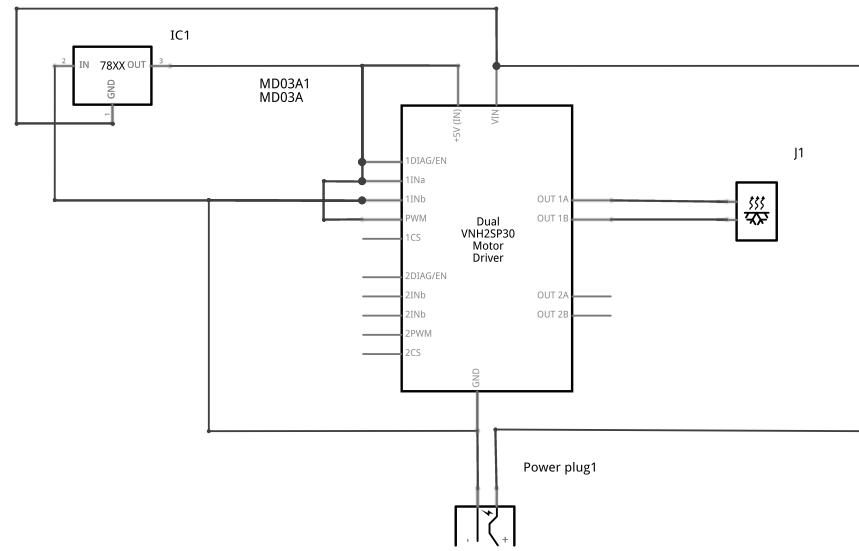 IC1
2
IN
78XX
OUT
3
GND
1
MD03A1
MD03A
+5V (IN)
VIN
J1
1DIAG/EN
1INa
1INb
PWM
1CS
2DIAG/EN
2INb
2INb
2PWM
2CS
Dual
VNH2SP30
Motor
Driver
OUT 1A
OUT 1B
OUT 2A
OUT 2B
GND
Power plug1
-
+